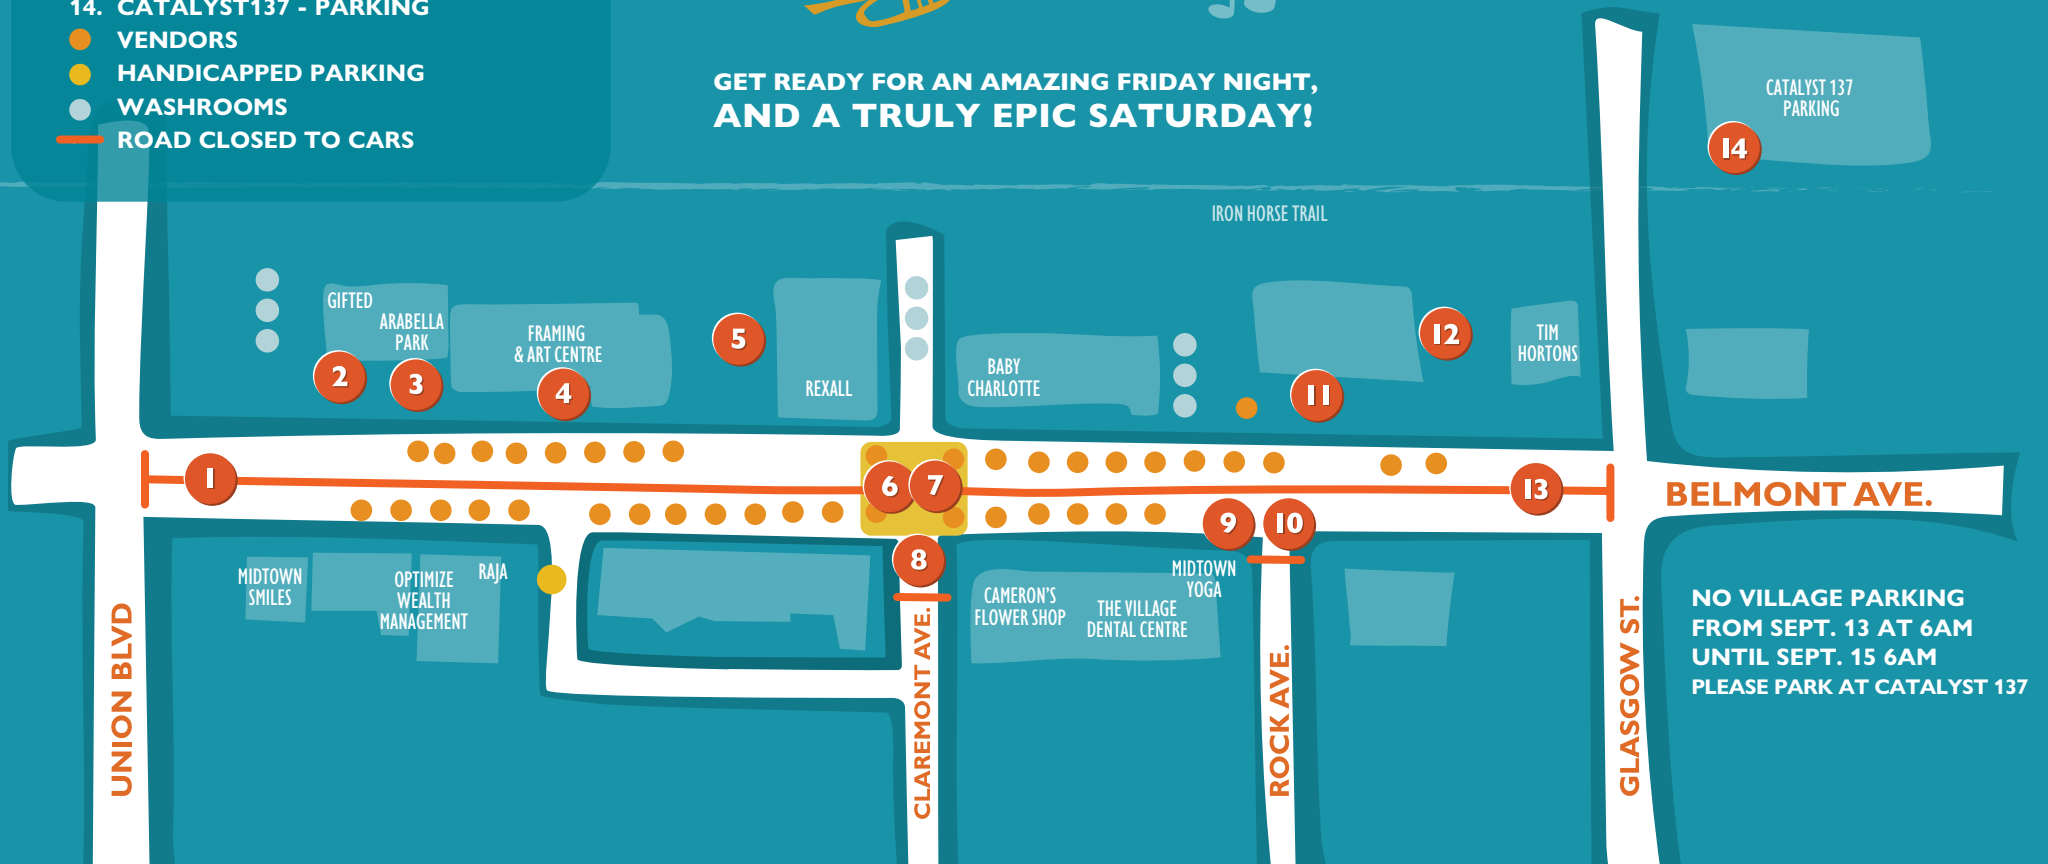 14. CATALYST137 - PARKING
VENDORS
HANDICAPPED PARKING
WASHROOMS
ROAD CLOSED TO CARS
GET READY FOR AN AMAZING FRIDAY NIGHT,
AND A TRULY EPIC SATURDAY!
CATALYST 137
PARKING
14
IRON HORSE TRAIL
GIFTED
ARABELLA
PARK
FRAMING
& ART CENTRE
2
3
4
5
REXALL
BABY
CHARLOTTE
11
12
TIM
HORTONS
1
6
7
13
BELMONT AVE.
8
9
10
MIDTOWN
SMILES
OPTIMIZE
WEALTH
MANAGEMENT
RAJA
CAMERON'S
FLOWER SHOP
THE VILLAGE
DENTAL CENTRE
MIDTOWN
YOGA
UNION BLVD
CLAREMONT AVE.
ROCK AVE.
GLASGOW ST.
NO VILLAGE PARKING
FROM SEPT. 13 AT 6AM
UNTIL SEPT. 15 6AM
PLEASE PARK AT CATALYST 137